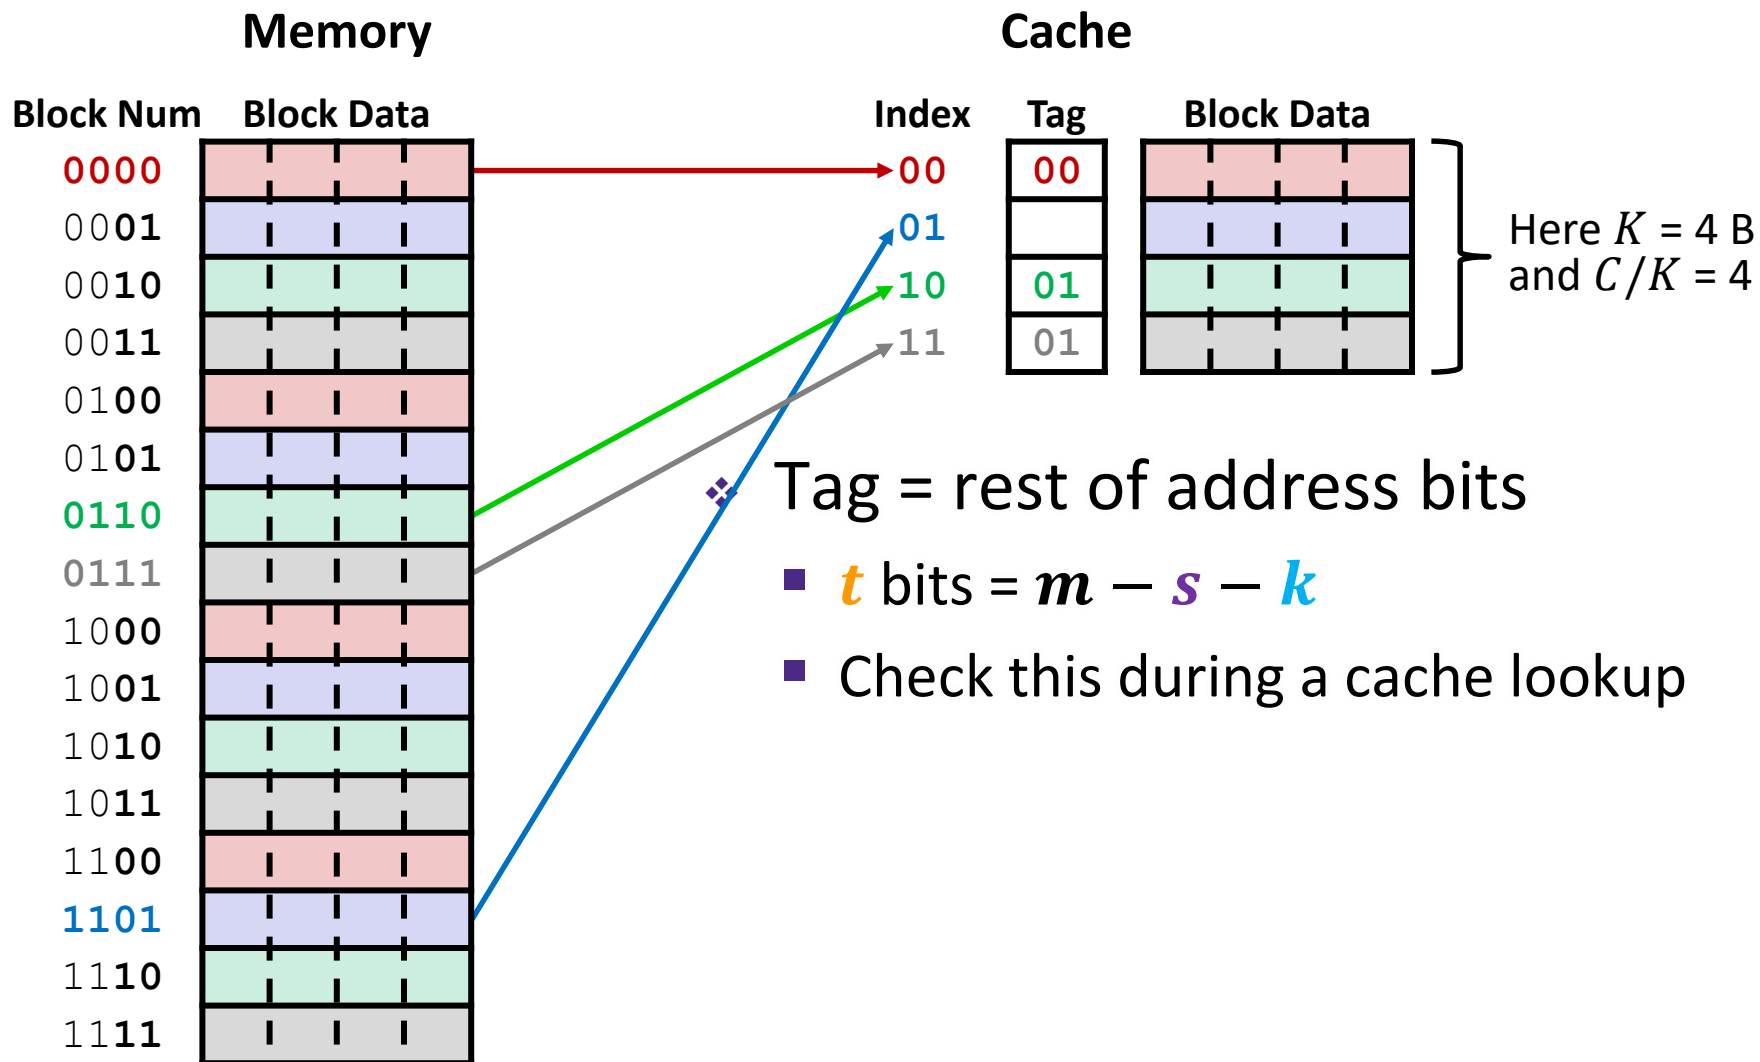 Memory
Cache
Block Num Block Data
Index Tag Block Data
0000
0001
0010
0011
0100
0101
0110
0111
1000
1001
1010
1011
1100
1101
1110
1111
00 00
01
10 01
11 01
Here K = 4 B
and C/K = 4
Tag = rest of address bits
t bits = m – s – k
Check this during a cache lookup